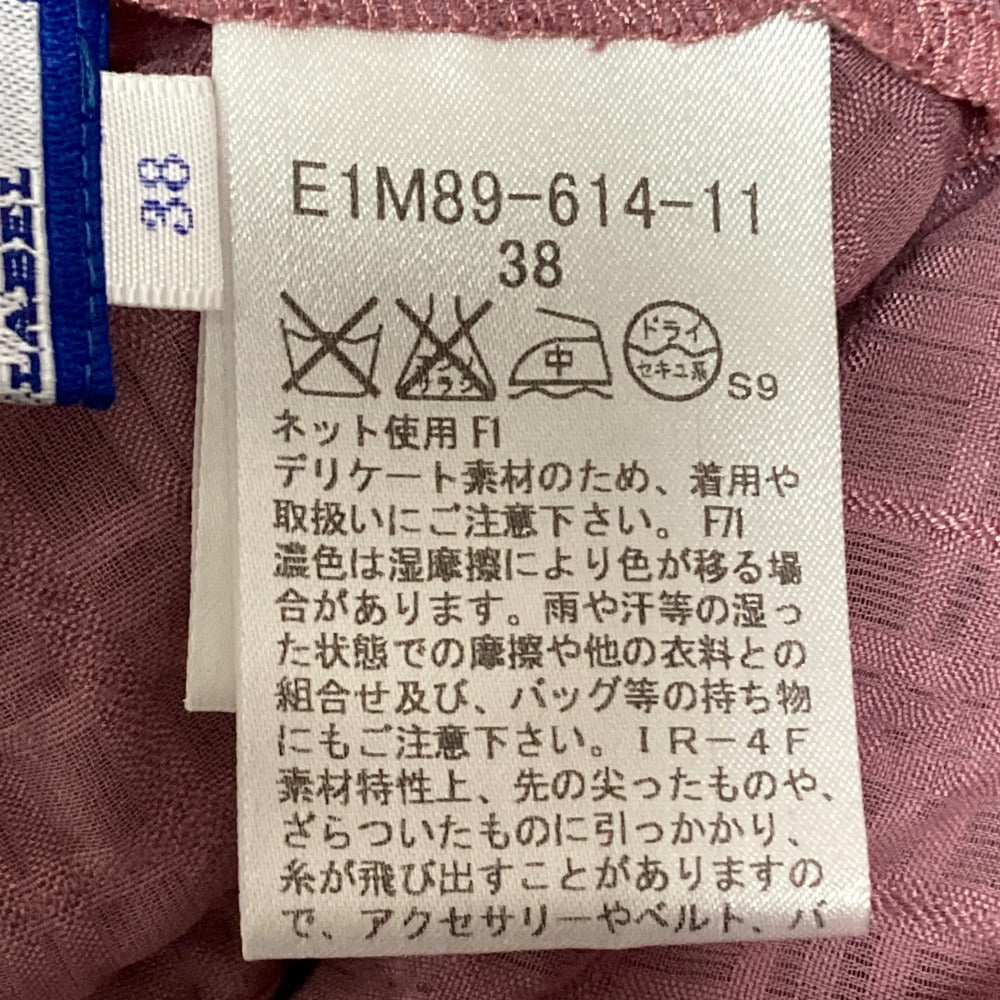 38
E1M89-614-11
38
エンソ
サラシ
中
ドライ
セキユ系
S9
ネット使用 F1
デリケート素材のため、着用や
取扱いにご注意下さい。 F71
濃色は湿摩擦により色が移る場
合があります。雨や汗等の湿っ
た状態での摩擦や他の衣料との
組合せ及び、バッグ等の持ち物
にもご注意下さい。IR-4F
素材特性上、先の尖ったものや、
ざらついたものに引っかかり、
糸が飛び出すことがありますの
で、アクセサリーやベルト、バ